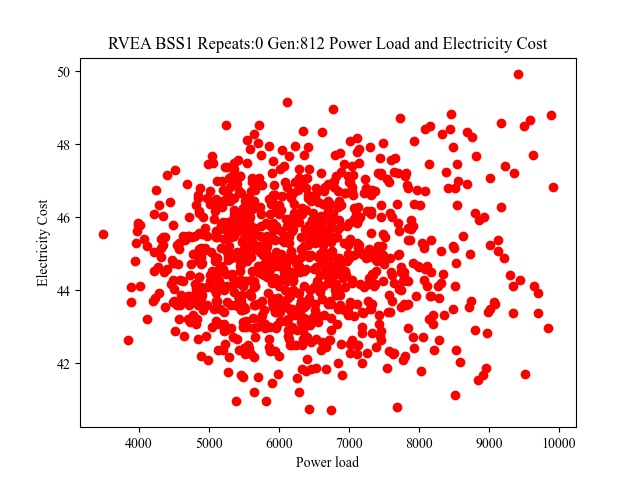 RVEA BSS1 Repeats:0 Gen:812 Power Load and Electricity Cost
50
48
46
44
42
Electricity Cost
4000 5000 6000 7000 8000 9000 10000
Power load